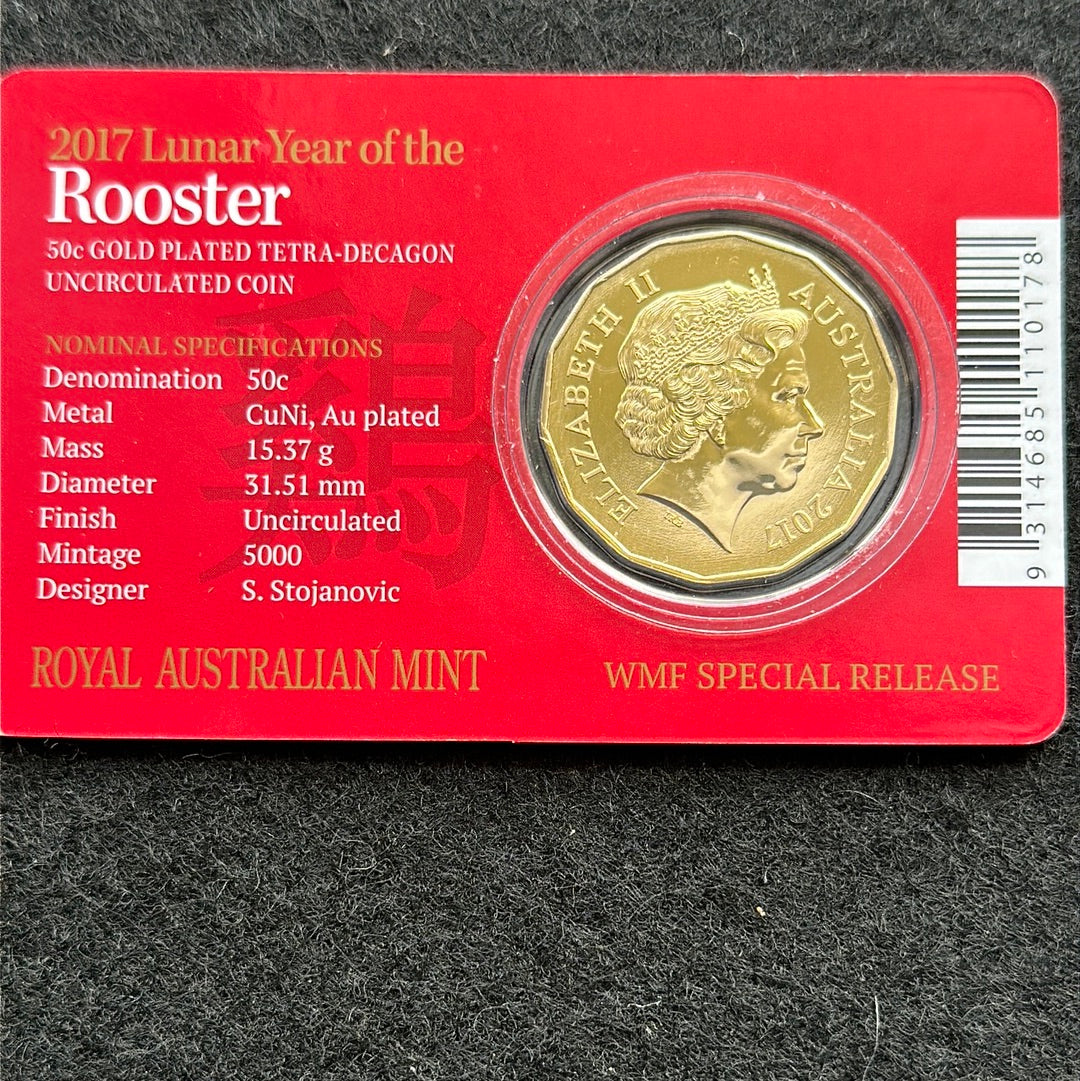 2017 Lunar Year of the
Rooster
50c GOLD PLATED TETRA-DECAGON
UNCIRCULATED COIN
NOMINAL SPECIFICATIONS
Denomination 50c
Metal CuNi, Au plated
Mass 15.37 g
Diameter 31.51 mm
Finish Uncirculated
Mintage 5000
Designer S. Stojanovic
鷄
ROYAL AUSTRALIAN MINT
WMF SPECIAL RELEASE
ELIZABETH II
AUSTRALIA 2017
IRB
9 314685 110178